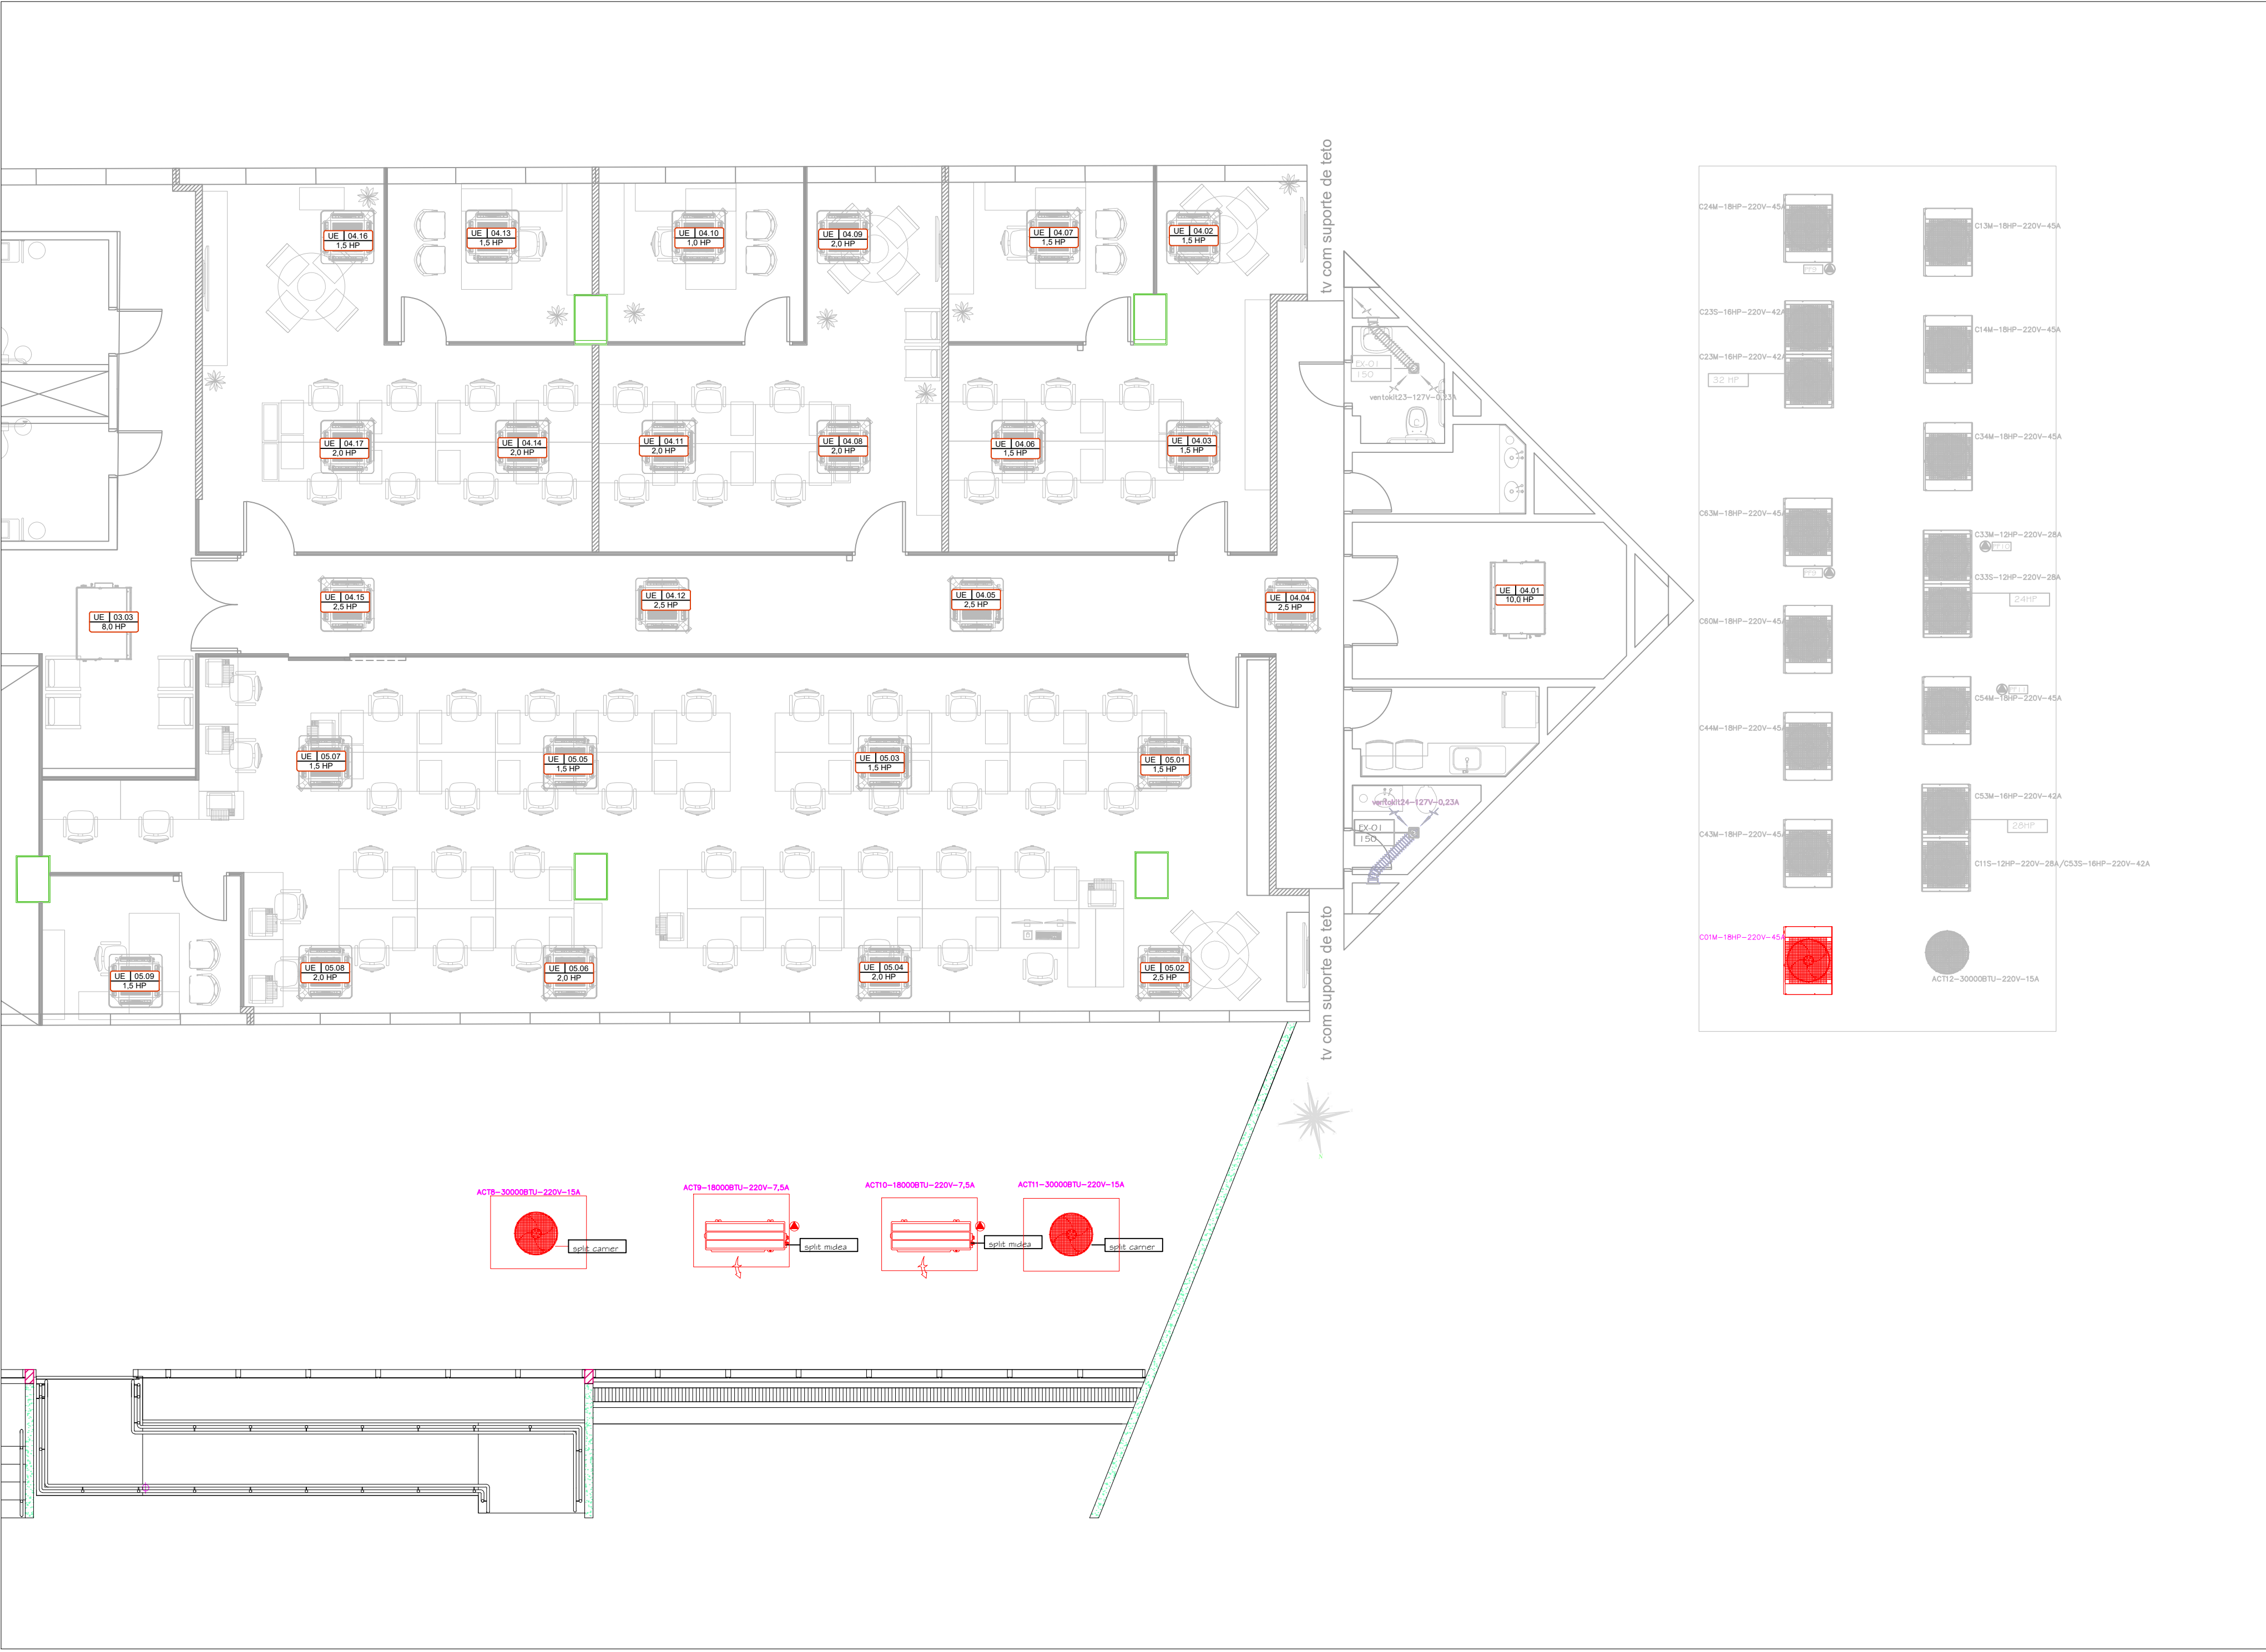 tv com suporte de teto
UE 04.16
1,5 HP
UE 04.13
1,5 HP
UE 04.10
1,0 HP
UE 04.09
2,0 HP
UE 04.07
1,5 HP
UE 04.02
1,5 HP
UE 04.17
2,0 HP
UE 04.14
2,0 HP
UE 04.11
2,0 HP
UE 04.08
2,0 HP
UE 04.06
1,5 HP
UE 04.03
1,5 HP
UE 03.03
8,0 HP
UE 04.15
2,5 HP
UE 04.12
2,5 HP
UE 04.05
2,5 HP
UE 04.04
2,5 HP
UE 04.01
10,0 HP
EX-01
150
ventokit23-127V-0,23A
UE 05.07
1,5 HP
UE 05.05
1,5 HP
UE 05.03
1,5 HP
UE 05.01
1,5 HP
ventokit24-127V-0,23A
EX-01
150
UE 05.09
1,5 HP
UE 05.08
2,0 HP
UE 05.06
2,0 HP
UE 05.04
2,0 HP
UE 05.02
2,5 HP
tv com suporte de teto
C24M-18HP-220V-45A
C13M-18HP-220V-45A
C23S-16HP-220V-42A
C14M-18HP-220V-45A
C23M-16HP-220V-42A
32 HP
C34M-18HP-220V-45A
C63M-18HP-220V-45A
C33M-12HP-220V-28A
C33S-12HP-220V-28A
24HP
C60M-18HP-220V-45A
C54M-18HP-220V-45A
C44M-18HP-220V-45A
C53M-16HP-220V-42A
28HP
C43M-18HP-220V-45A
C11S-12HP-220V-28A/C53S-16HP-220V-42A
C01M-18HP-220V-45A
ACT12-30000BTU-220V-15A
ACT8-30000BTU-220V-15A
split carrier
ACT9-18000BTU-220V-7,5A
split midea
ACT10-18000BTU-220V-7,5A
split midea
ACT11-30000BTU-220V-15A
split carrier